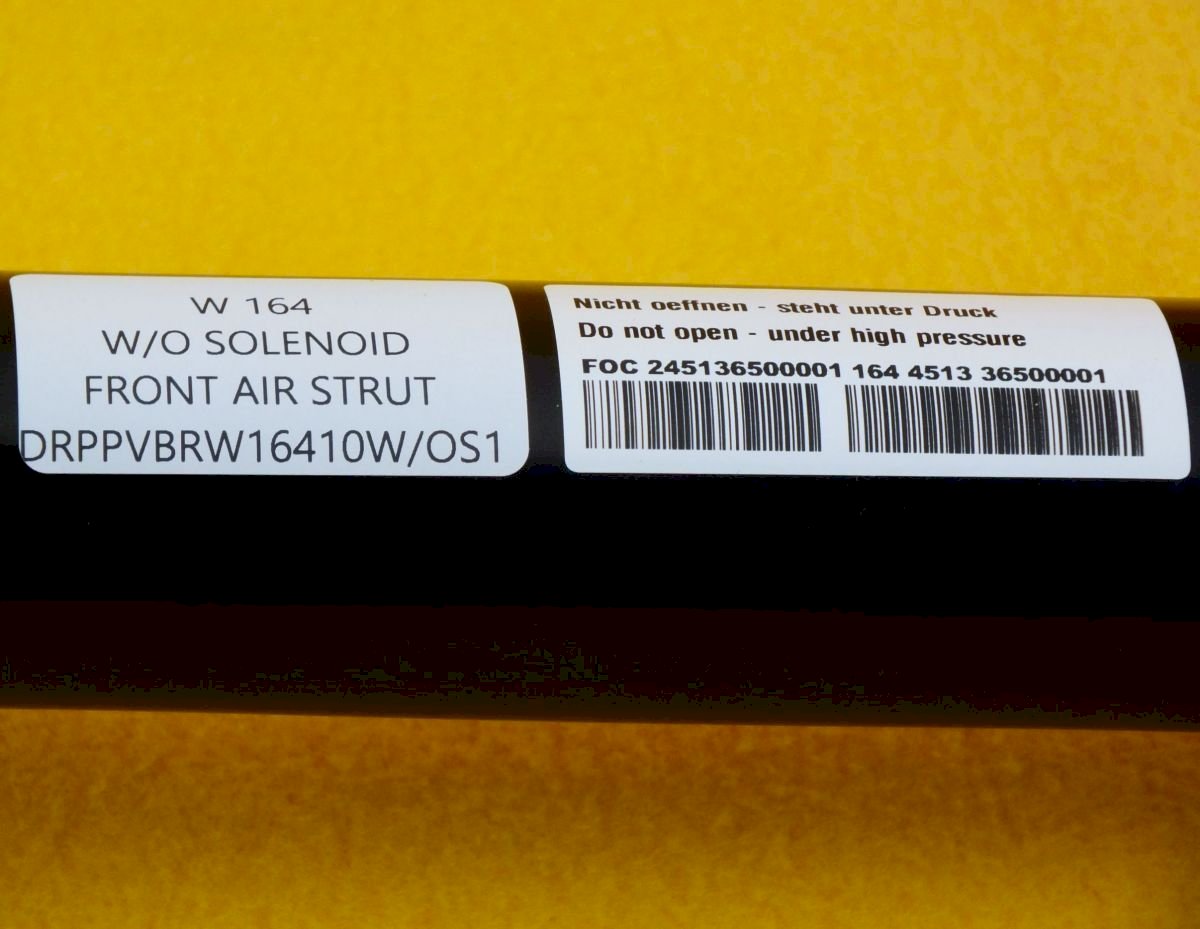 W 164
W/O SOLENOID
FRONT AIR STRUT
DRPPVBRW16410W/OS1
Nicht oeffnen - steht unter Druck
Do not open - under high pressure
FOC 245136500001 164 4513 36500001